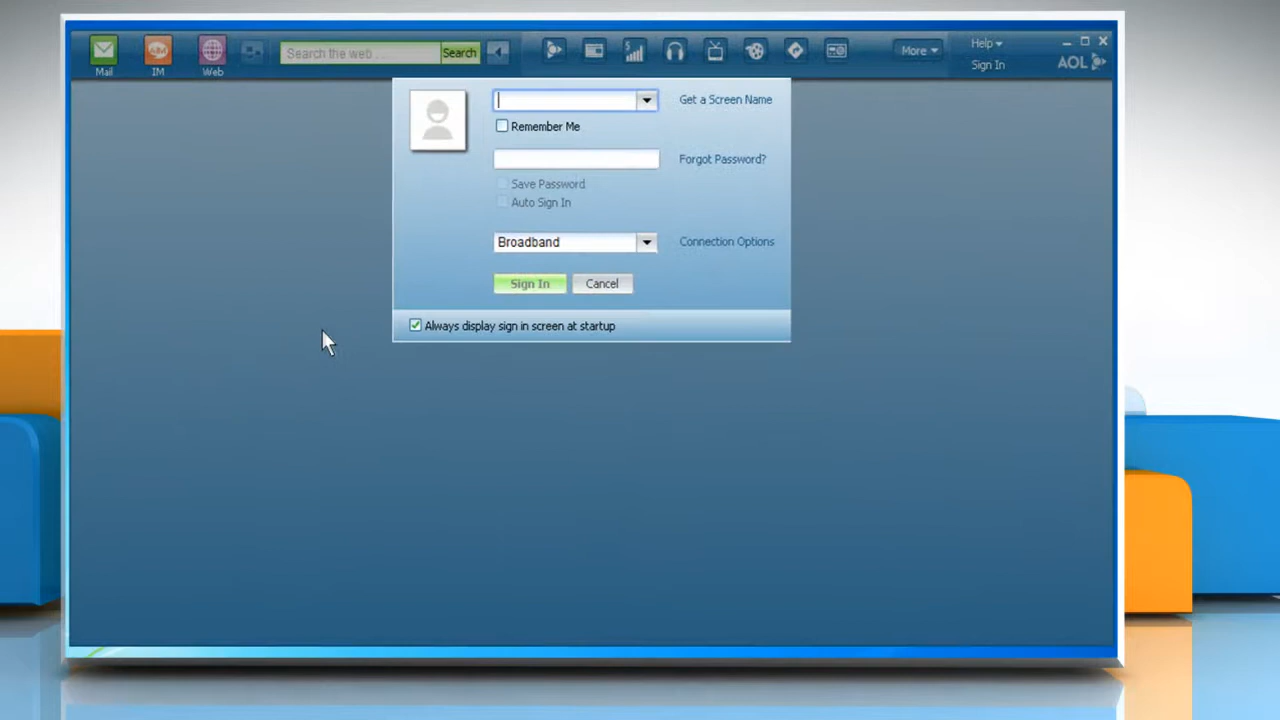 Mail
IM
Web
Search the web ...
Search
More
Help
Sign In
AOL
Get a Screen Name
Remember Me
Forgot Password?
Save Password
Auto Sign In
Broadband
Connection Options
Sign In
Cancel
Always display sign in screen at startup